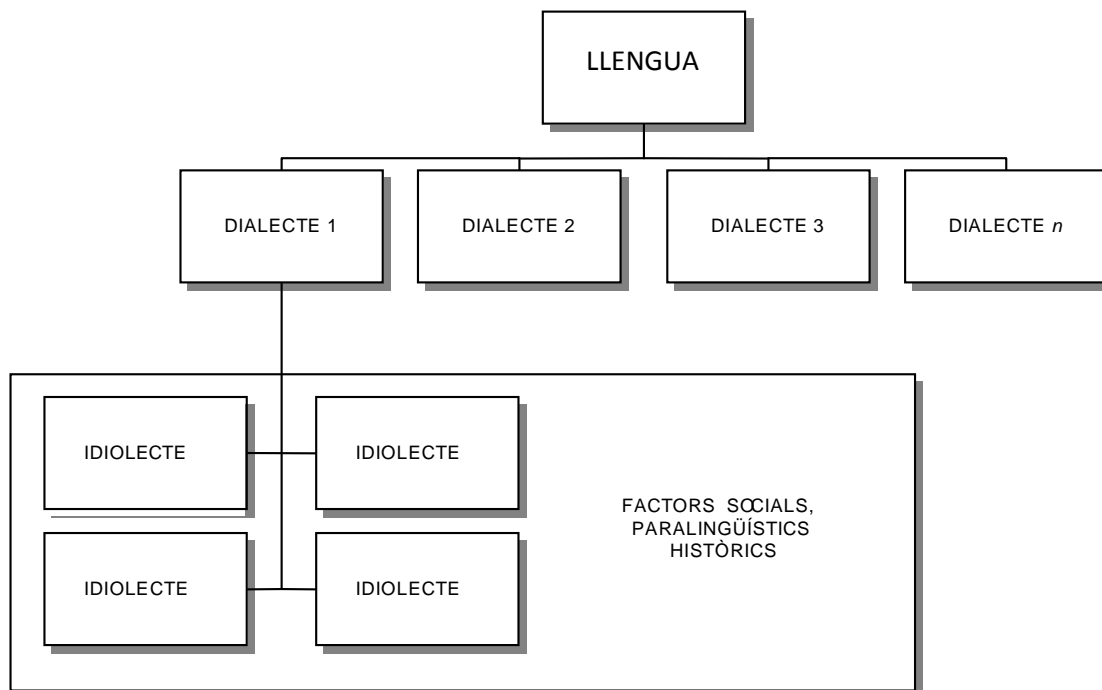 LLENGUA
DIALECTE 1
DIALECTE 2
DIALECTE 3
DIALECTE n
IDIOLECTE
IDIOLECTE
IDIOLECTE
IDIOLECTE
FACTORS SOCIALS,
PARALINGÜÍSTICS
HISTÒRICS